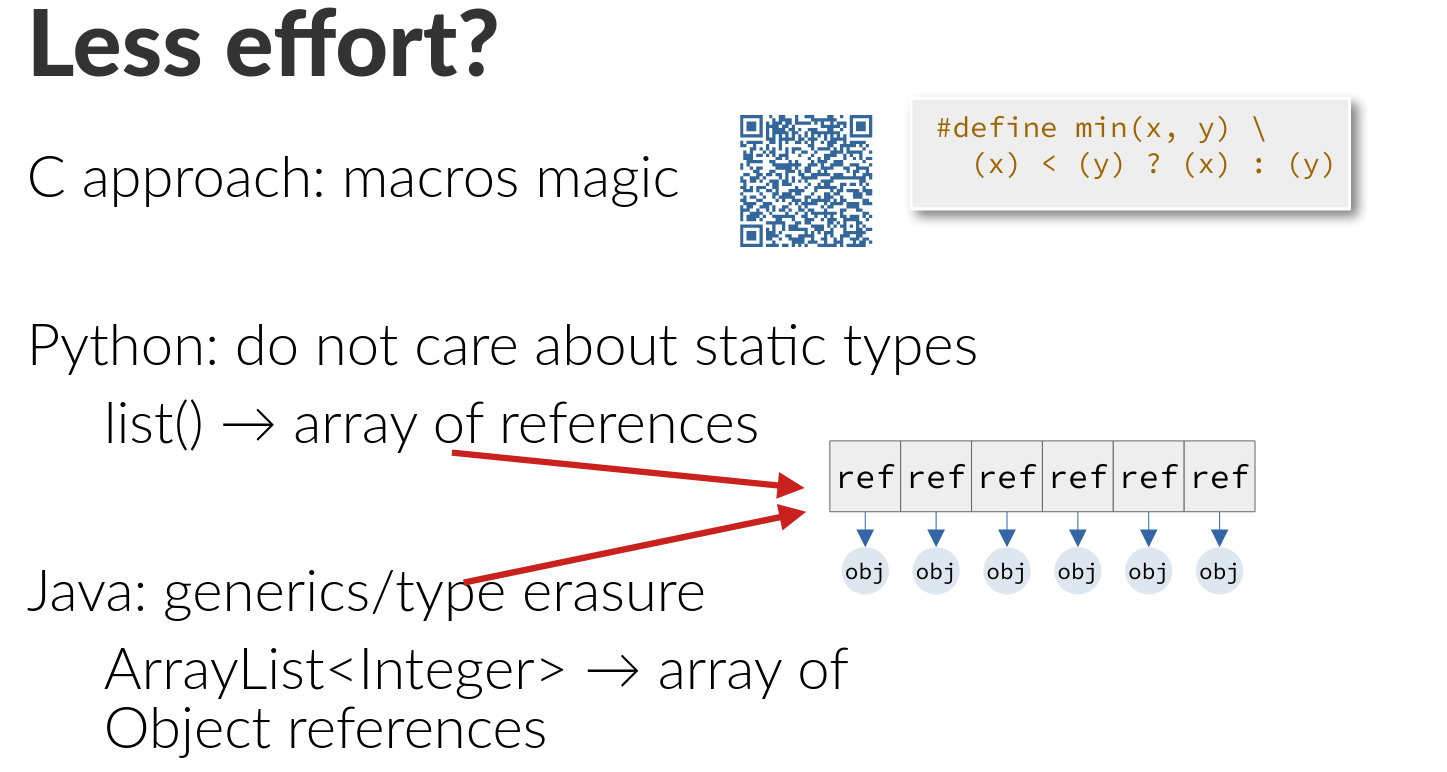 Less effort?
C approach: macros magic
#define min(x, y) \
(x) < (y) ? (x) : (y)
Python: do not care about static types
list() → array of references
ref ref ref ref ref ref
obj obj obj obj obj obj
Java: generics/type erasure
ArrayList<Integer> → array of
Object references